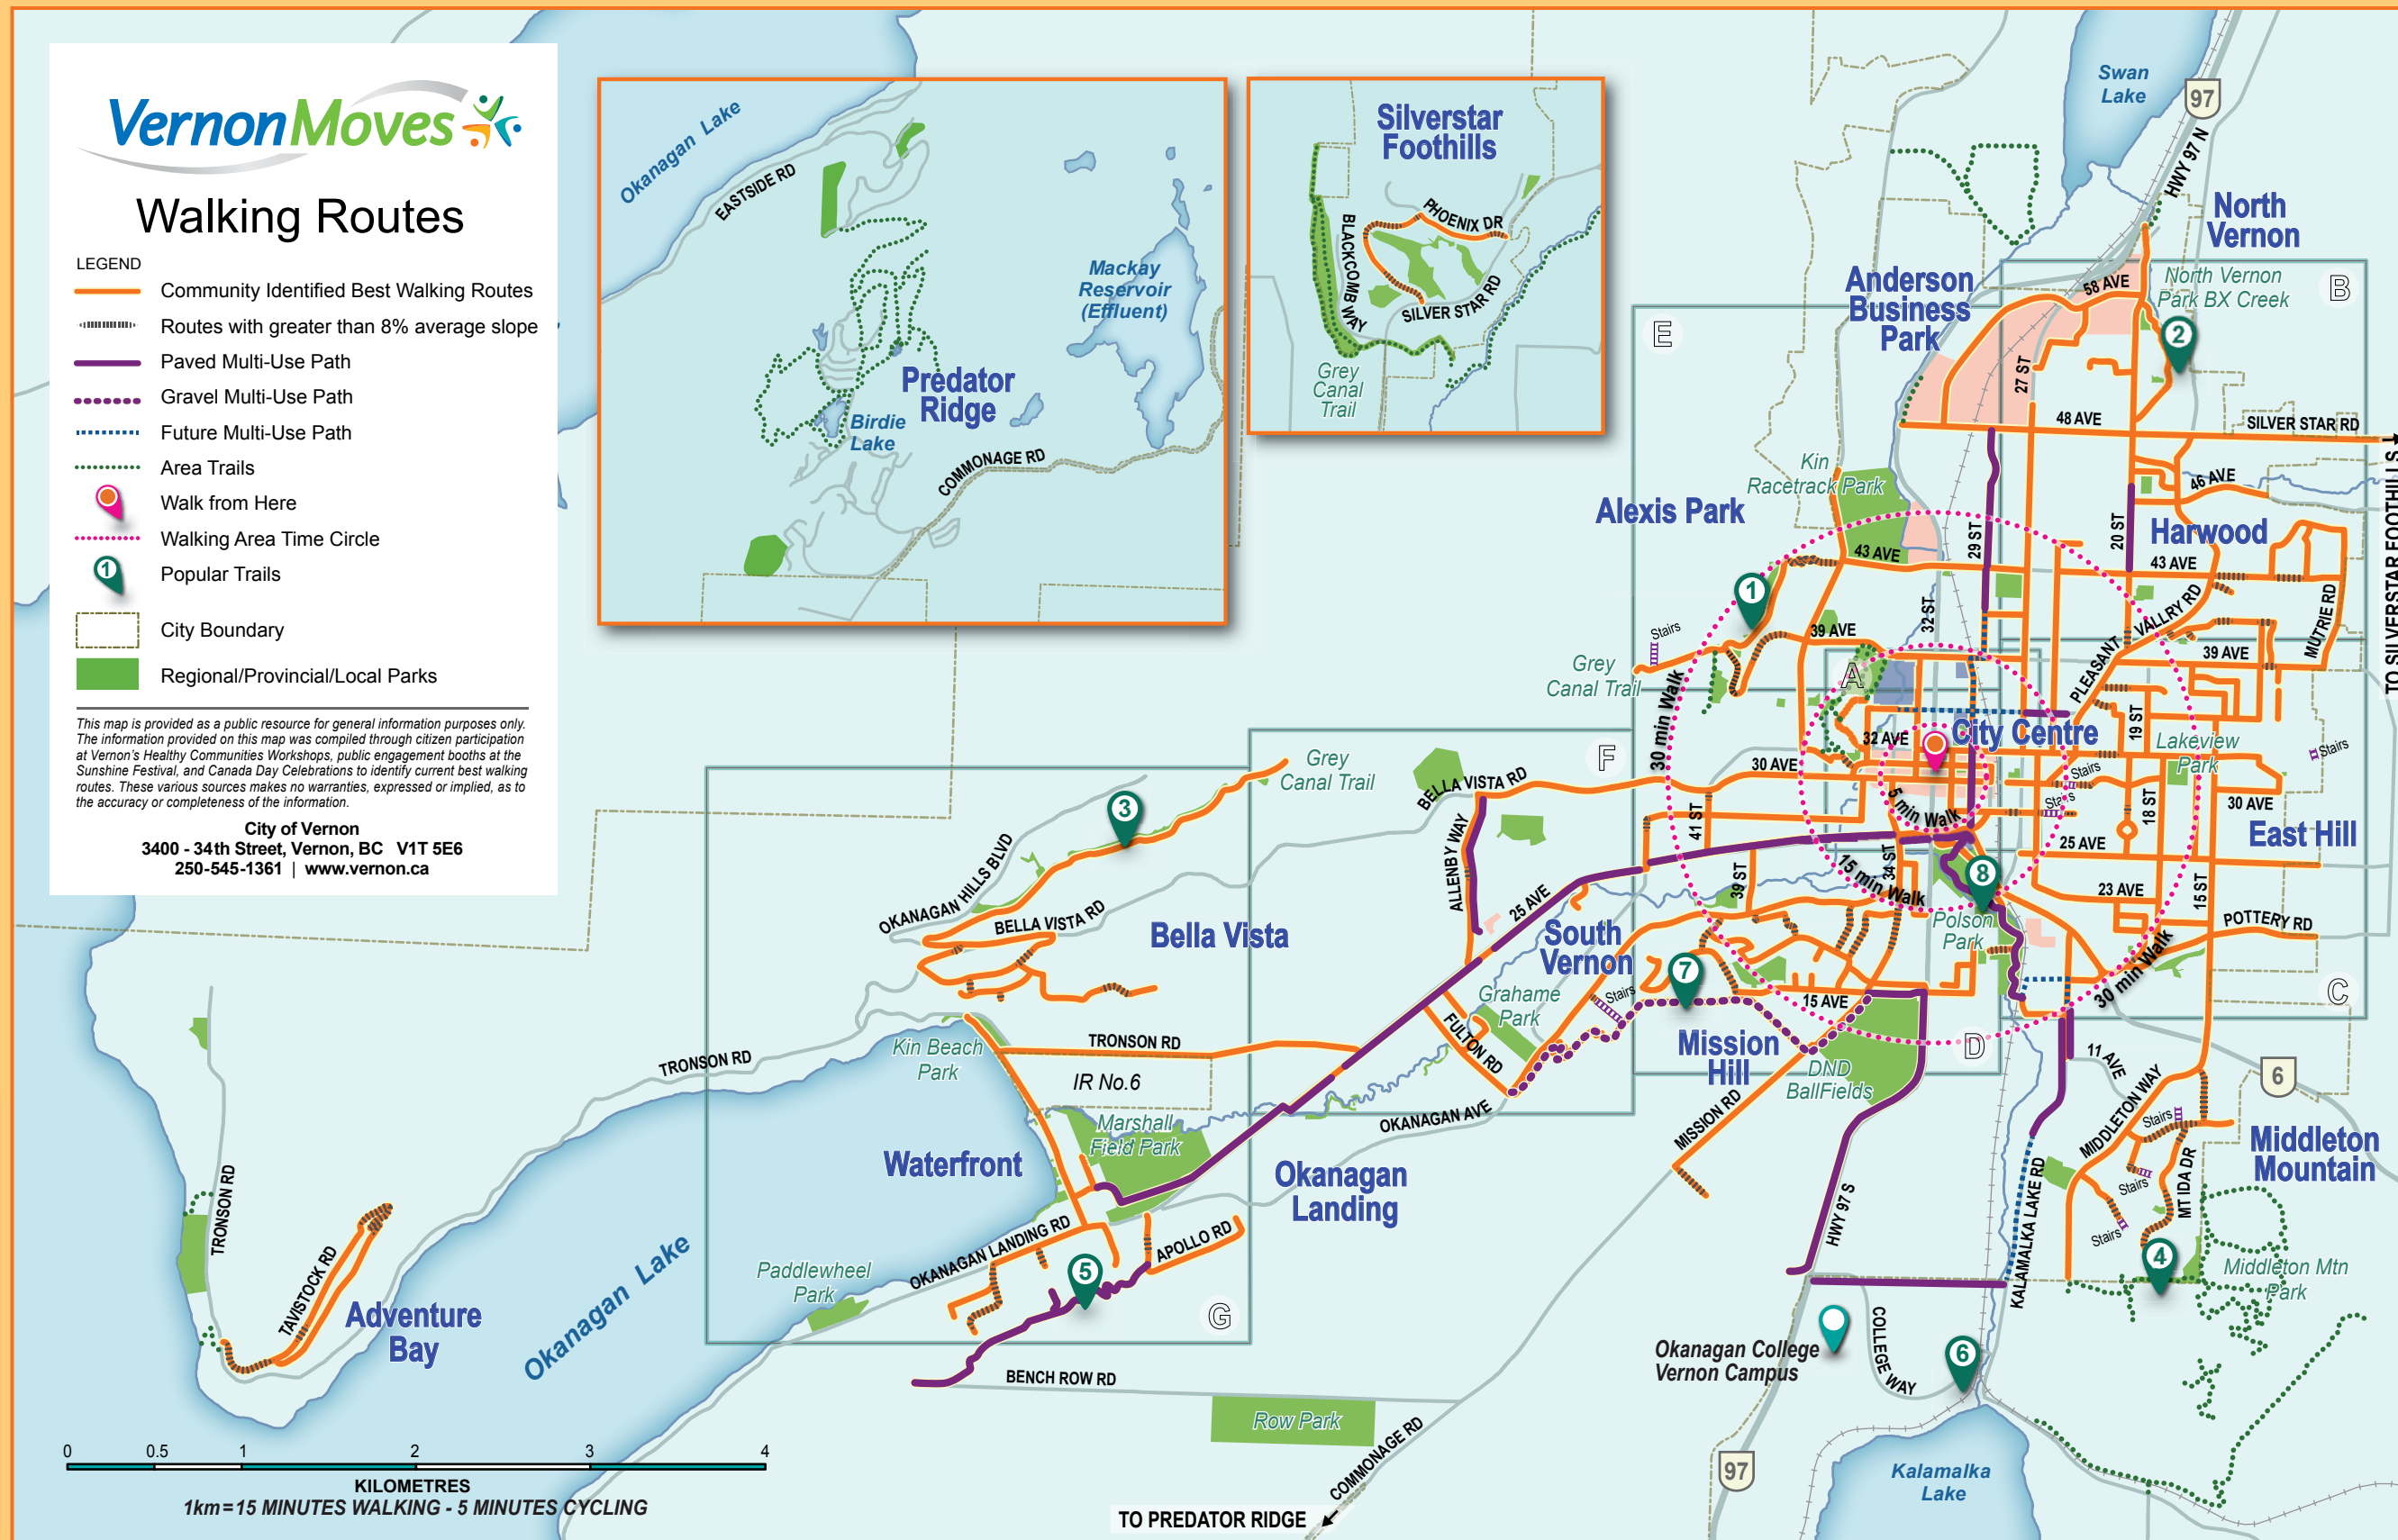 VernonMoves
Walking Routes
LEGEND
Community Identified Best Walking Routes
Routes with greater than 8% average slope
Paved Multi-Use Path
Gravel Multi-Use Path
Future Multi-Use Path
Area Trails
Walk from Here
Walking Area Time Circle
1
Popular Trails
City Boundary
Regional/Provincial/Local Parks
This map is provided as a public resource for general information purposes only.
The information provided on this map was compiled through citizen participation
at Vernon's Healthy Communities Workshops, public engagement booths at the
Sunshine Festival, and Canada Day Celebrations to identify current best walking
routes. These various sources makes no warranties, expressed or implied, as to
the accuracy or completeness of the information.
City of Vernon
3400 - 34th Street, Vernon, BC V1T 5E6
250-545-1361 | www.vernon.ca
Okanagan Lake
EASTSIDE RD
Mackay
Reservoir
(Effluent)
Predator
Ridge
Birdie
Lake
COMMONAGE RD
Silverstar
Foothills
PHOENIX DR
BLACKCOMB WAY
SILVER STAR RD
Grey
Canal
Trail
Swan
Lake
97
HWY 97 N
North
Vernon
Anderson
Business
Park
58 AVE
North Vernon
Park BX Creek
B
E
2
27 ST
48 AVE
SILVER STAR RD
TO SILVERSTAR FOOTHILLS
Kin
Racetrack Park
Alexis Park
46 AVE
29 ST
20 ST
Harwood
43 AVE
43 AVE
1
32 ST
VALLRY RD
MUTRIE RD
Stairs
39 AVE
39 AVE
PLEASANT
Grey
Canal Trail
A
30 min Walk
19 ST
32 AVE
City Centre
Lakeview
Park
Stairs
Grey
Canal Trail
F
BELLA VISTA RD
30 AVE
Stairs
Stairs
3
41 ST
5 min Walk
18 ST
30 AVE
East Hill
OKANAGAN HILLS BLVD
ALLENBY WAY
25 AVE
34 ST
39 ST
15 min Walk
8
25 AVE
23 AVE
15 ST
BELLA VISTA RD
Bella Vista
South
Vernon
Polson
Park
POTTERY RD
7
30 min Walk
Stairs
Grahame
Park
15 AVE
C
Mission
Hill
D
FULTON RD
TRONSON RD
TRONSON RD
Kin Beach
Park
IR No.6
DND
BallFields
11 AVE
6
MIDDLETON WAY
OKANAGAN AVE
MISSION RD
Marshall
Field Park
Stairs
Waterfront
Middleton
Mountain
Okanagan
Landing
Stairs
MT IDA DR
TRONSON RD
HWY 97 S
KALAMALKA LAKE RD
Stairs
OKANAGAN LANDING RD
APOLLO RD
TAVISTOCK RD
Adventure
Bay
Okanagan Lake
Paddlewheel
Park
5
G
4
Middleton Mtn
Park
COLLEGE WAY
Okanagan College
Vernon Campus
6
BENCH ROW RD
Row Park
COMMONAGE RD
97
Kalamalka
Lake
0 0.5 1 2 3 4
KILOMETRES
1km=15 MINUTES WALKING - 5 MINUTES CYCLING
TO PREDATOR RIDGE